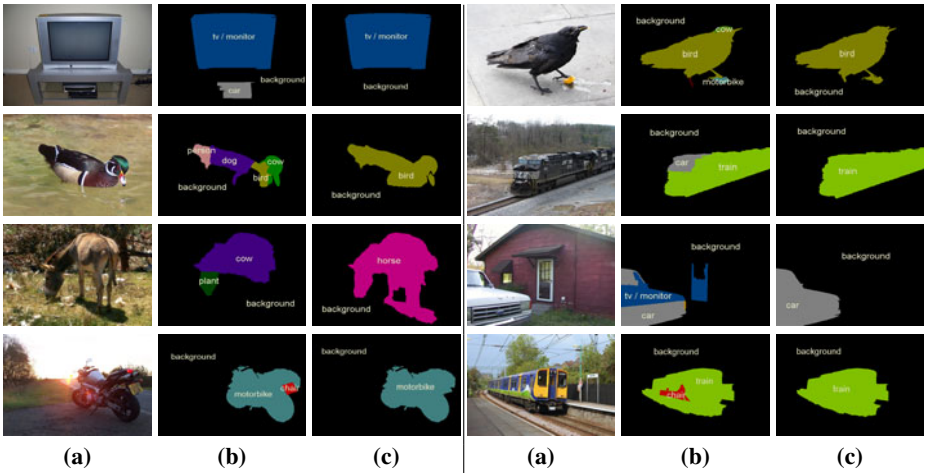 tv / monitor
background
car
tv / monitor
background
background
cow
bird
motorbike
bird
background
person
dog
cow
bird
background
bird
background
background
car
train
background
train
cow
plant
background
horse
background
background
tv / monitor
car
background
car
background
motorbike
chair
background
motorbike
background
train
chair
background
train
(a) (b) (c) (a) (b) (c)